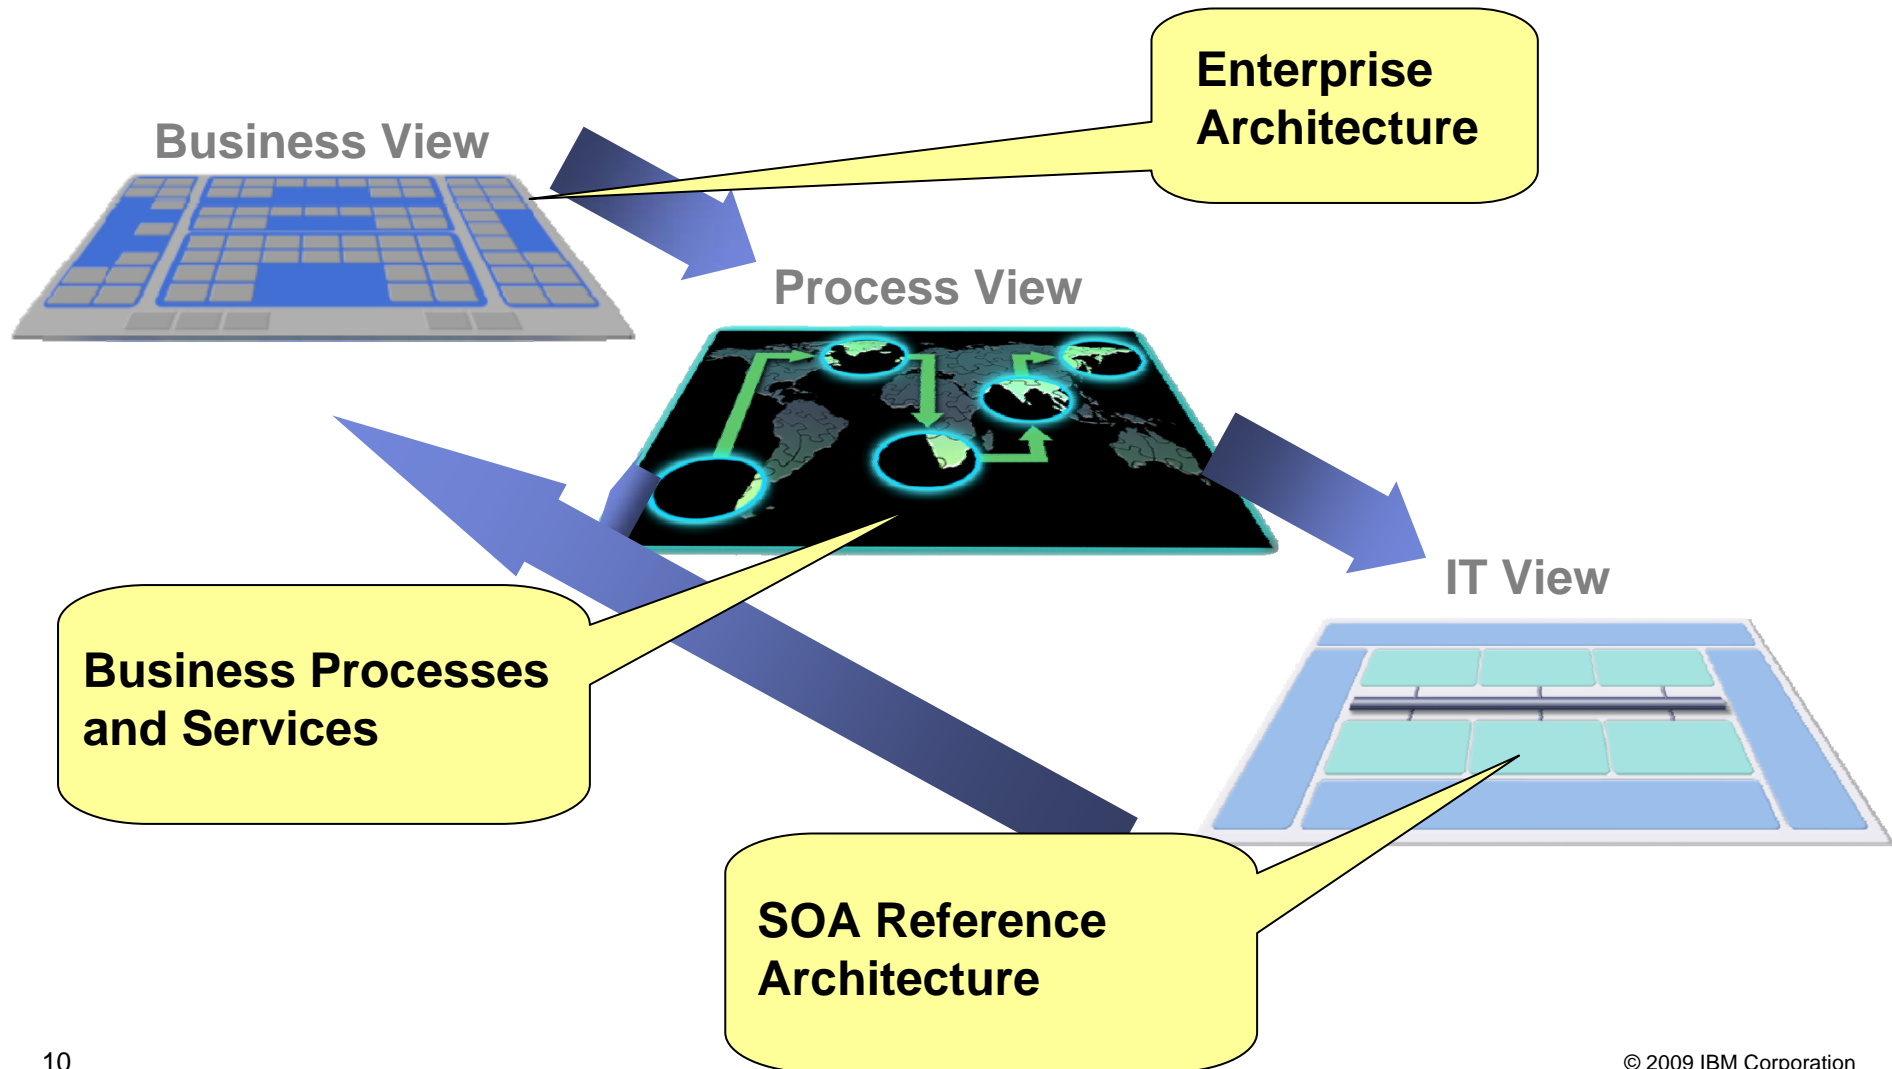 Enterprise
Architecture
Business View
Process View
IT View
Business Processes
and Services
SOA Reference
Architecture
10
© 2009 IBM Corporation